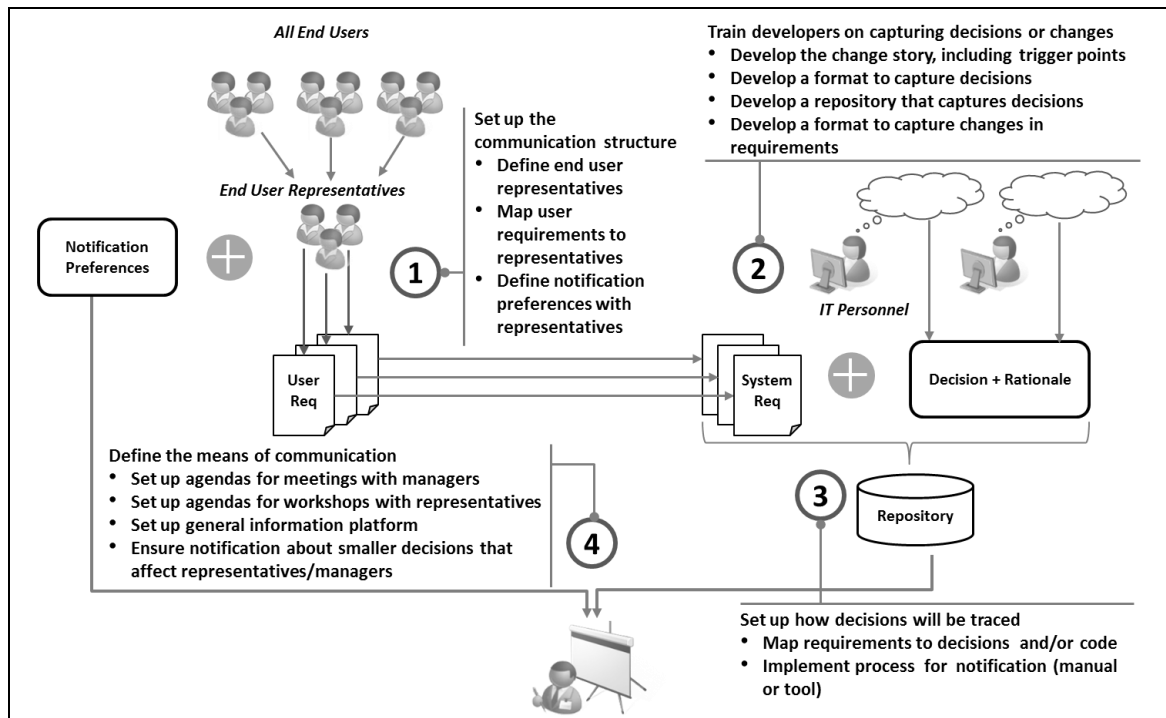 All End Users
End User Representatives
Notification
Preferences
1
Set up the
communication structure
• Define end user
representatives
• Map user
requirements to
representatives
• Define notification
preferences with
representatives
Train developers on capturing decisions or changes
• Develop the change story, including trigger points
• Develop a format to capture decisions
• Develop a repository that captures decisions
• Develop a format to capture changes in
requirements
2
IT Personnel
User
Req
System
Req
Decision + Rationale
Define the means of communication
• Set up agendas for meetings with managers
• Set up agendas for workshops with representatives
• Set up general information platform
• Ensure notification about smaller decisions that
affect representatives/managers
4
3
Repository
Set up how decisions will be traced
• Map requirements to decisions and/or code
• Implement process for notification (manual
or tool)